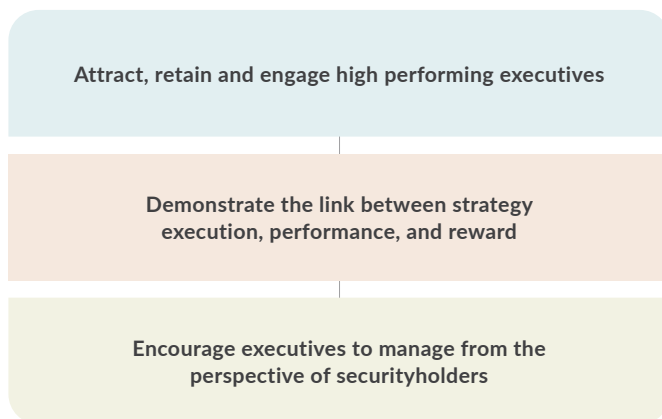 Attract, retain and engage high performing executives
Demonstrate the link between strategy
execution, performance, and reward
Encourage executives to manage from the
perspective of securityholders